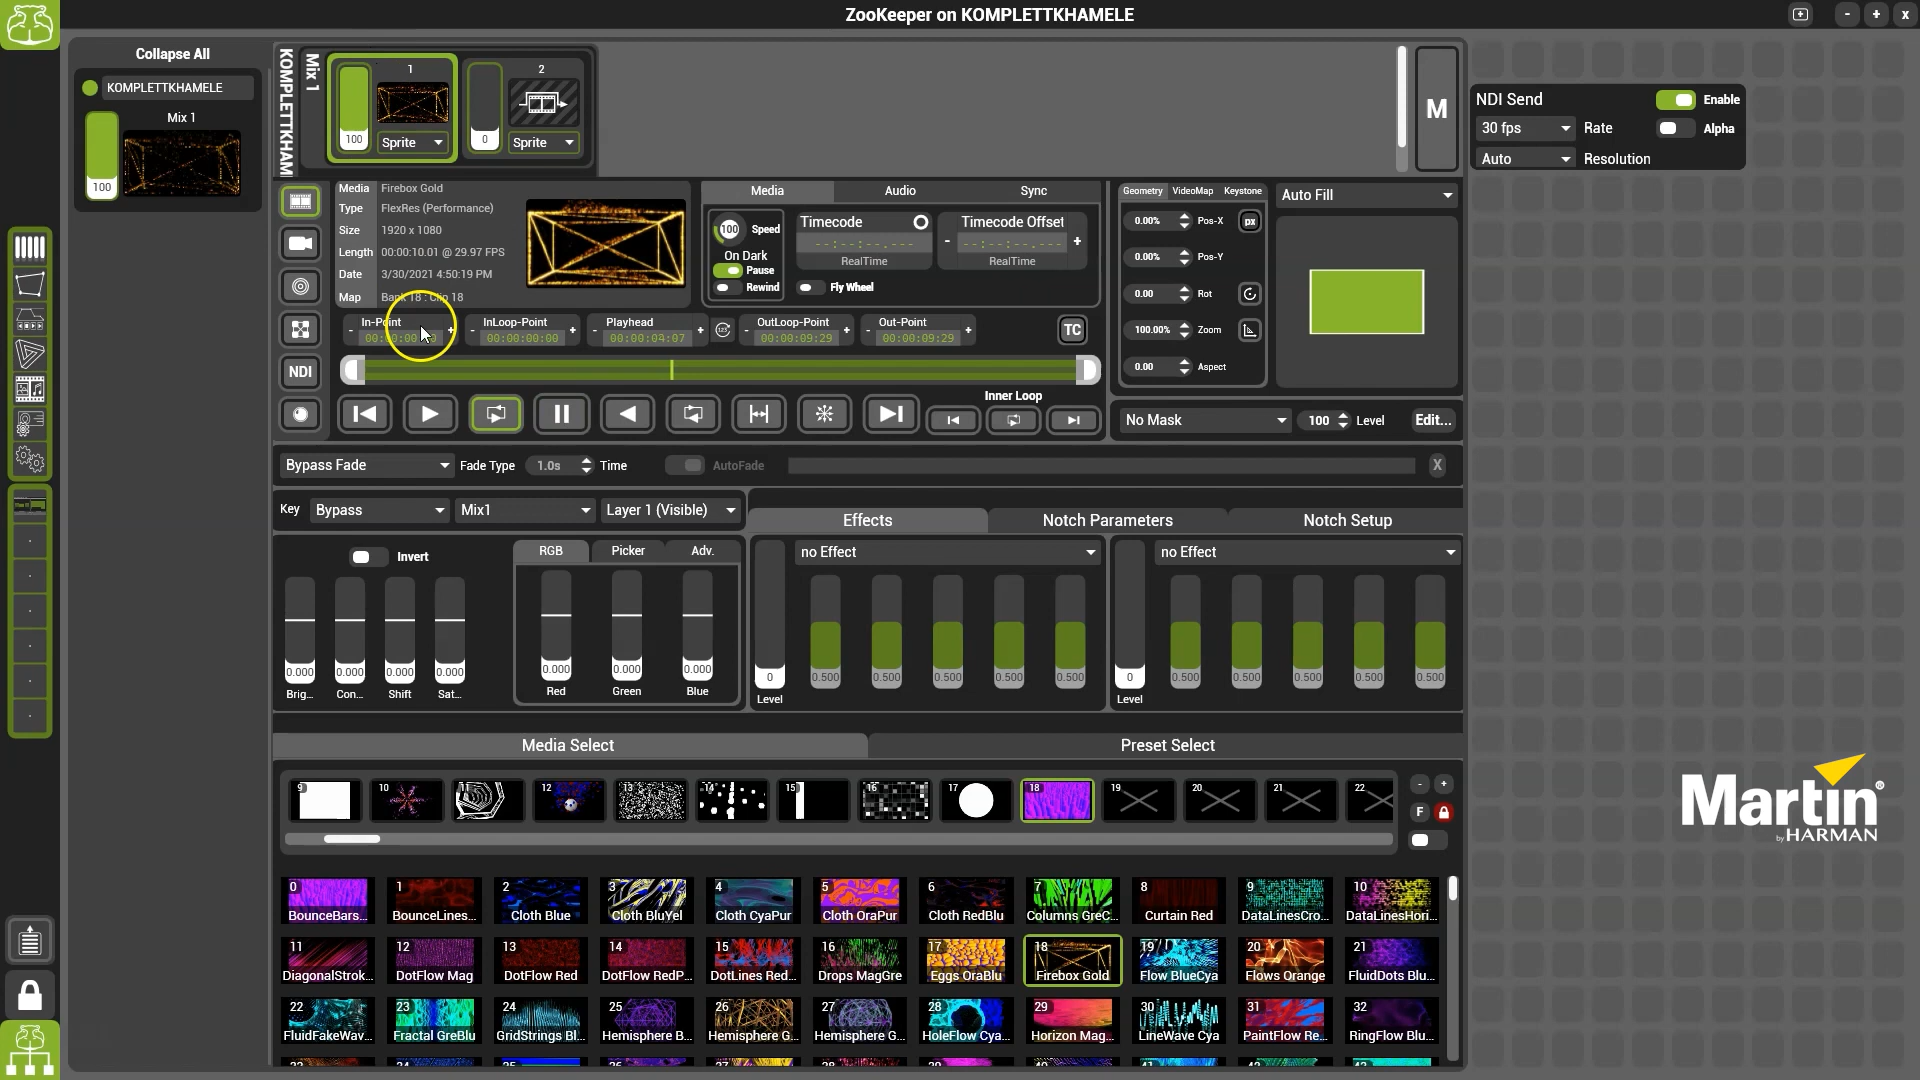 ZooKeeper on KOMPLETTKHAMELE
- + x
Collapse All
KOMPLETTKHAMELE
Mix 1
100
KOMPLETTKHAM
Mix 1
1
100
Sprite
2
0
Sprite
M
NDI Send
Enable
30 fps
Rate
Alpha
Auto
Resolution
Media Firebox Gold
Type FlexRes (Performance)
Size 1920 x 1080
Length 00:00:10.01 @ 29.97 FPS
Date 3/30/2021 4:50:19 PM
Map Bank 18 : Clip 18
NDI
Media Audio Sync
100 Speed
On Dark
Pause
Rewind
Timecode
--:--:--.---
RealTime
Timecode Offset
- --:--:--.--- +
RealTime
Fly Wheel
Geometry VideoMap Keystone
0.00% Pos-X px
0.00% Pos-Y
0.00 Rot
100.00% Zoom
0.00 Aspect
Auto Fill
- In-Point +
- InLoop-Point +
00:00:00:00
- Playhead +
00:00:04:07
123
- OutLoop-Point +
00:00:09:29
- Out-Point +
00:00:09:29
TC
Inner Loop
No Mask
100 Level
Edit...
Bypass Fade
Fade Type
1.0s Time
AutoFade
X
Key Bypass Mix1 Layer 1 (Visible)
Effects Notch Parameters Notch Setup
Invert
0.000 0.000 0.000 0.000
Brig... Con... Shift Sat...
RGB Picker Adv.
0.000 0.000 0.000
Red Green Blue
no Effect
0 0.500 0.500 0.500 0.500 0.500
Level
no Effect
0 0.500 0.500 0.500 0.500 0.500
Level
Media Select Preset Select
9 10 11 12 13 14 15 16 17 18 19 20 21 22
- +
F
0 BounceBars...
1 BounceLines...
2 Cloth Blue
3 Cloth BluYel
4 Cloth CyaPur
5 Cloth OraPur
6 Cloth RedBlu
7 Columns GreC...
8 Curtain Red
9 DataLinesCro...
10 DataLinesHori...
11 DiagonalStrok...
12 DotFlow Mag
13 DotFlow Red
14 DotFlow RedP...
15 DotLines Red...
16 Drops MagGre
17 Eggs OraBlu
18 Firebox Gold
19 Flow BlueCya
20 Flows Orange
21 FluidDots Blu...
22 FluidFakeWav...
23 Fractal GreBlu
24 GridStrings Bl...
25 Hemisphere B...
26 Hemisphere G...
27 Hemisphere G...
28 HoleFlow Cya...
29 Horizon Mag...
30 LineWave Cya
31 PaintFlow Re...
32 RingFlow Blu...
Martin®
by HARMAN